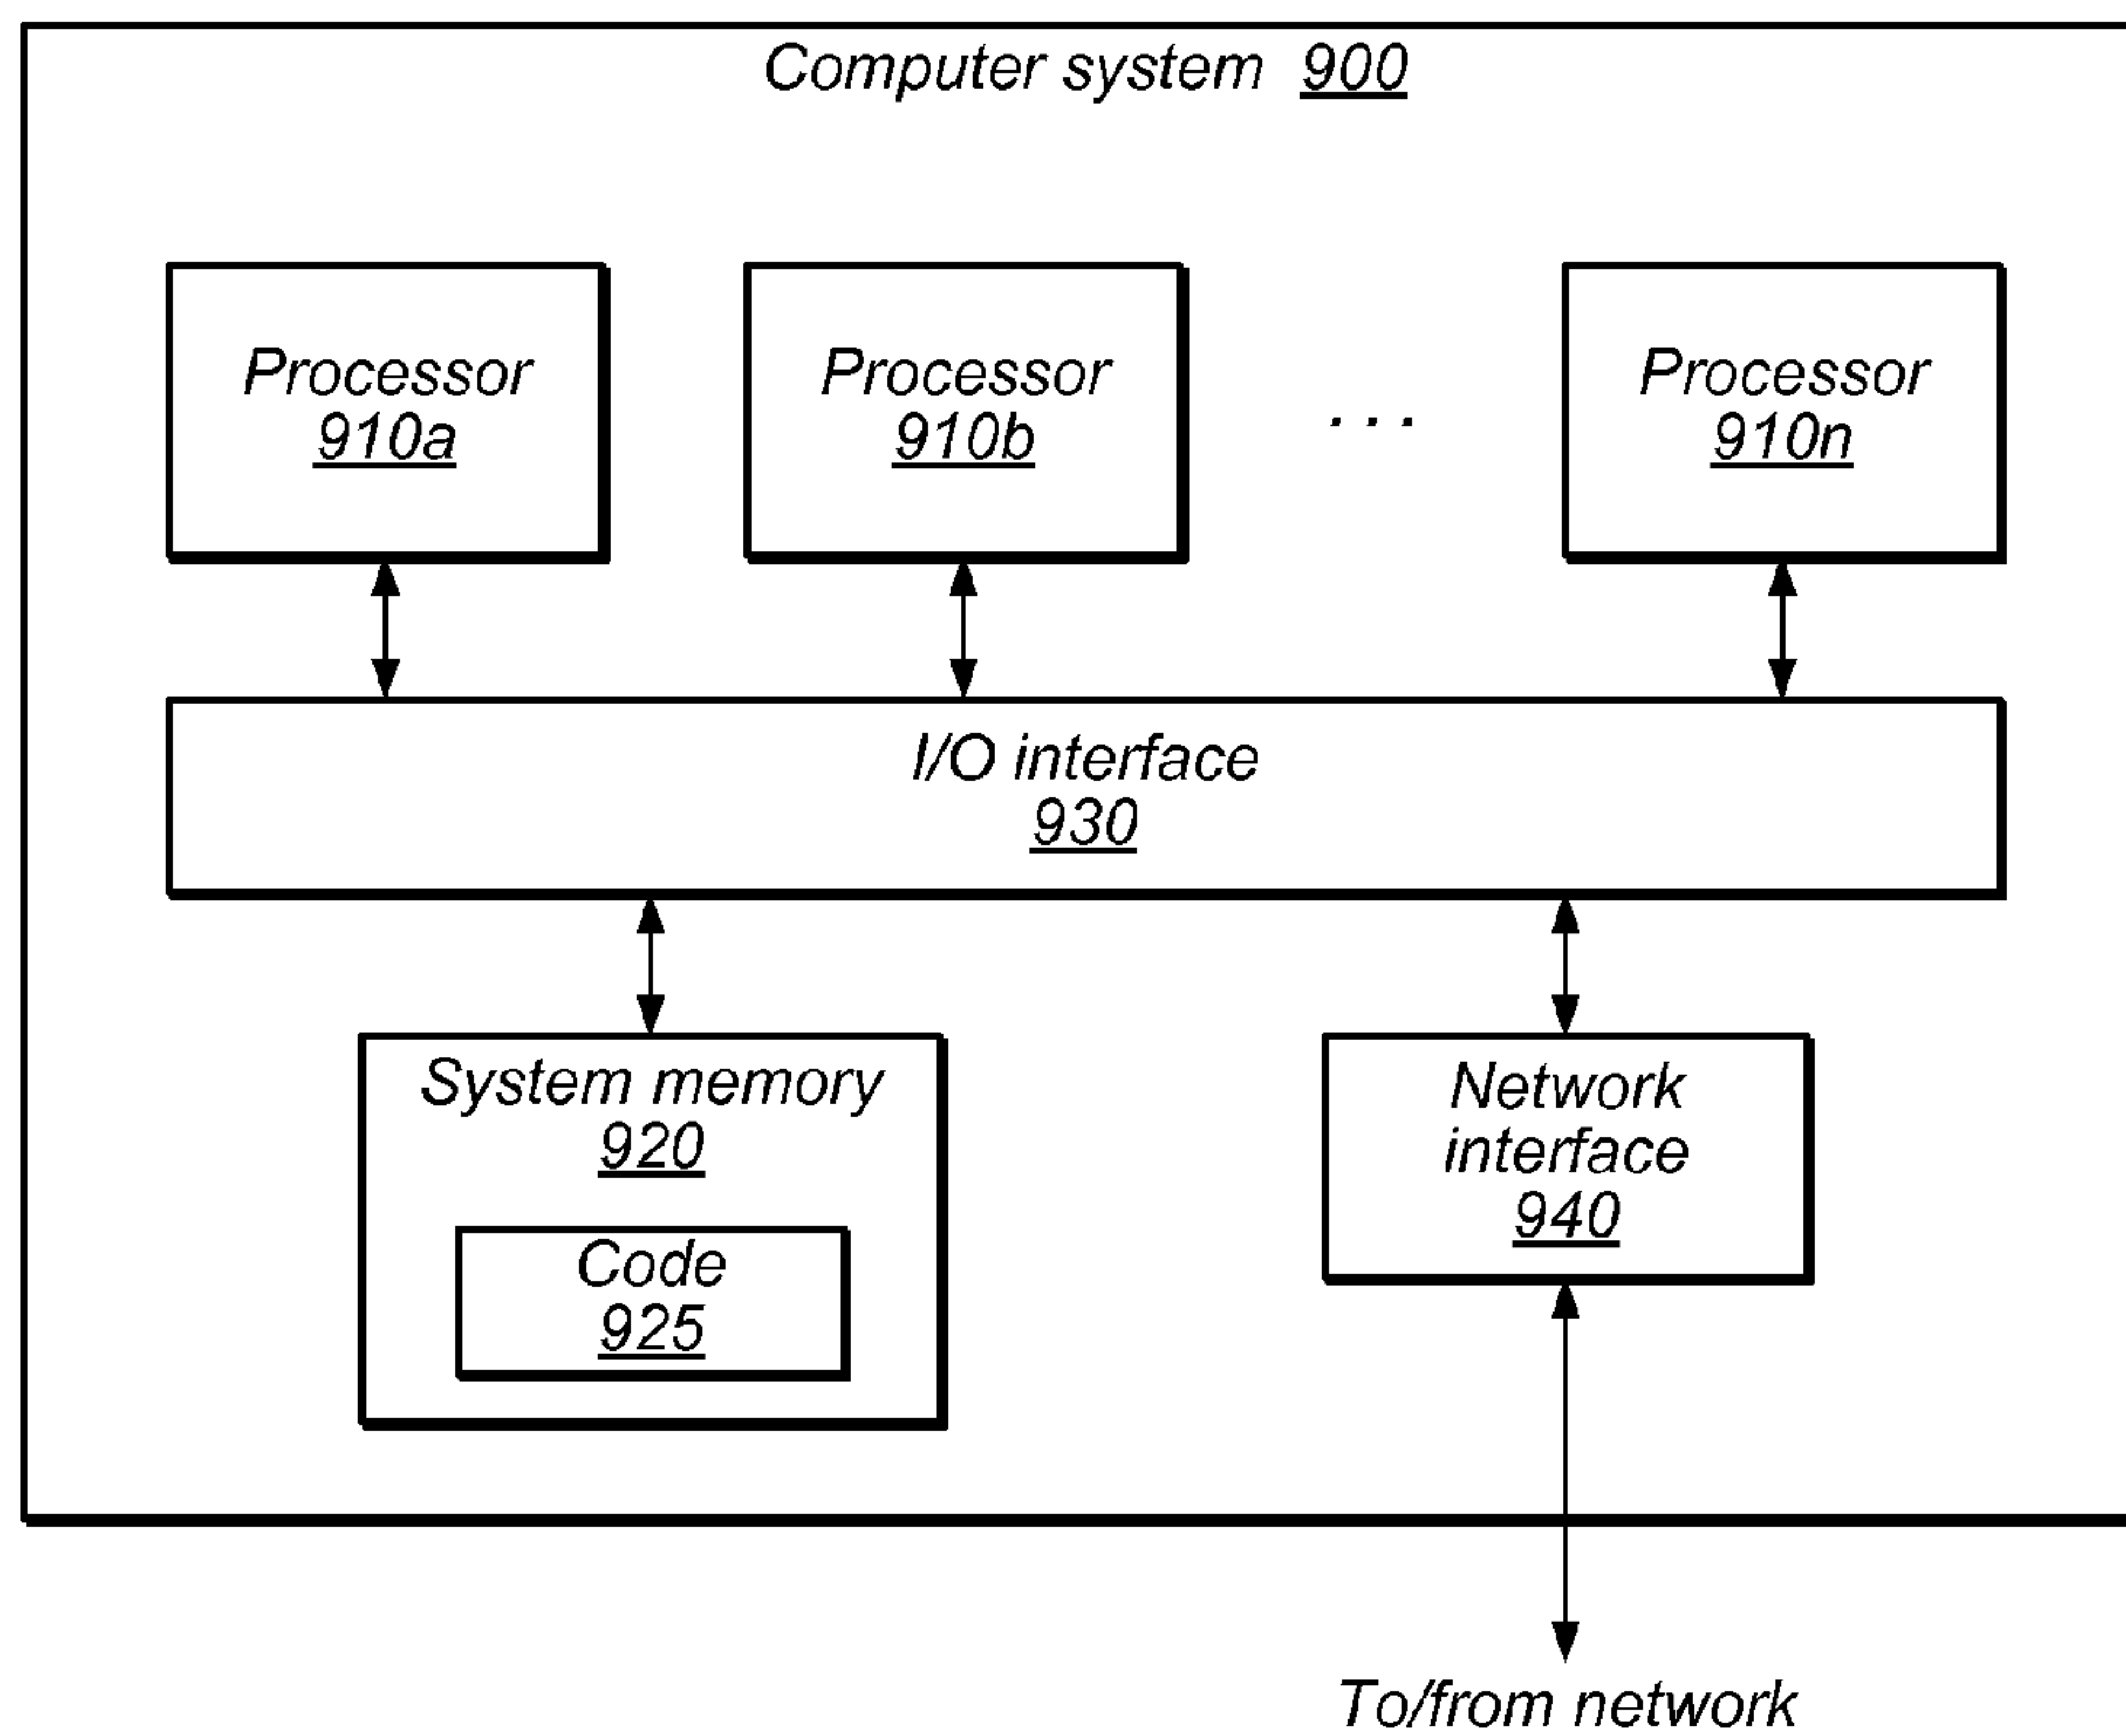 Computer system 900
Processor
910a
Processor
910b
. . .
Processor
910n
I/O interface
930
System memory
920
Code
925
Network
interface
940
To/from network